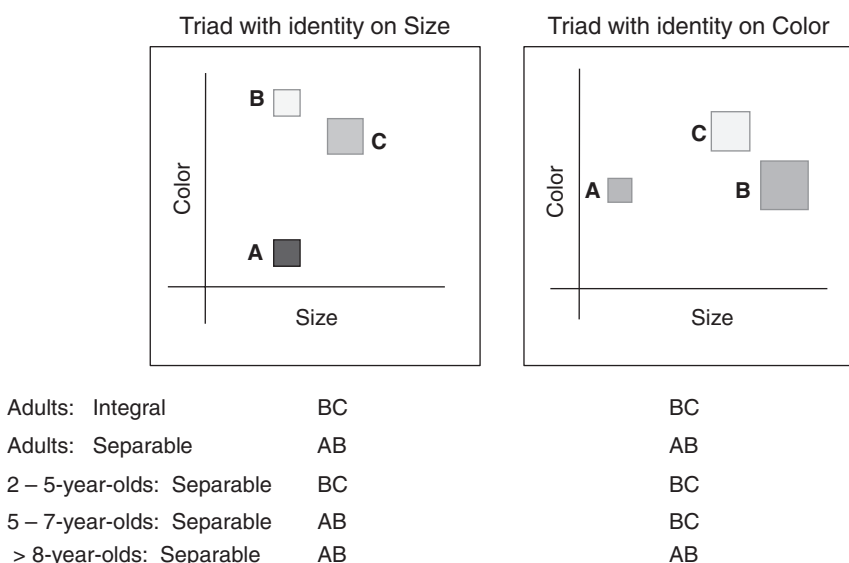 Triad with identity on Size
Triad with identity on Color
B
C
Color
A
Size
C
A
B
Color
Size
Adults: Integral BC BC
Adults: Separable AB AB
2 – 5-year-olds: Separable BC BC
5 – 7-year-olds: Separable AB BC
> 8-year-olds: Separable AB AB